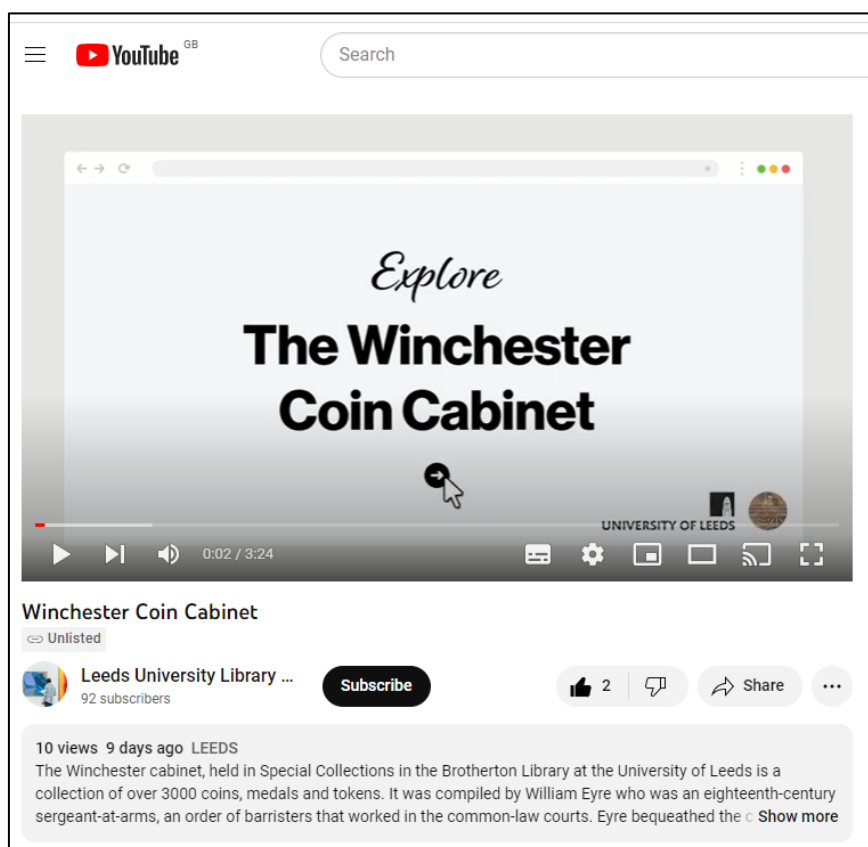 YouTube GB
Search
Explore
The Winchester
Coin Cabinet
UNIVERSITY OF LEEDS
0:02 / 3:24
Winchester Coin Cabinet
Unlisted
Leeds University Library ...
92 subscribers
Subscribe
2
Share
10 views 9 days ago LEEDS
The Winchester cabinet, held in Special Collections in the Brotherton Library at the University of Leeds is a
collection of over 3000 coins, medals and tokens. It was compiled by William Eyre who was an eighteenth-century
sergeant-at-arms, an order of barristers that worked in the common-law courts. Eyre bequeathed the c Show more